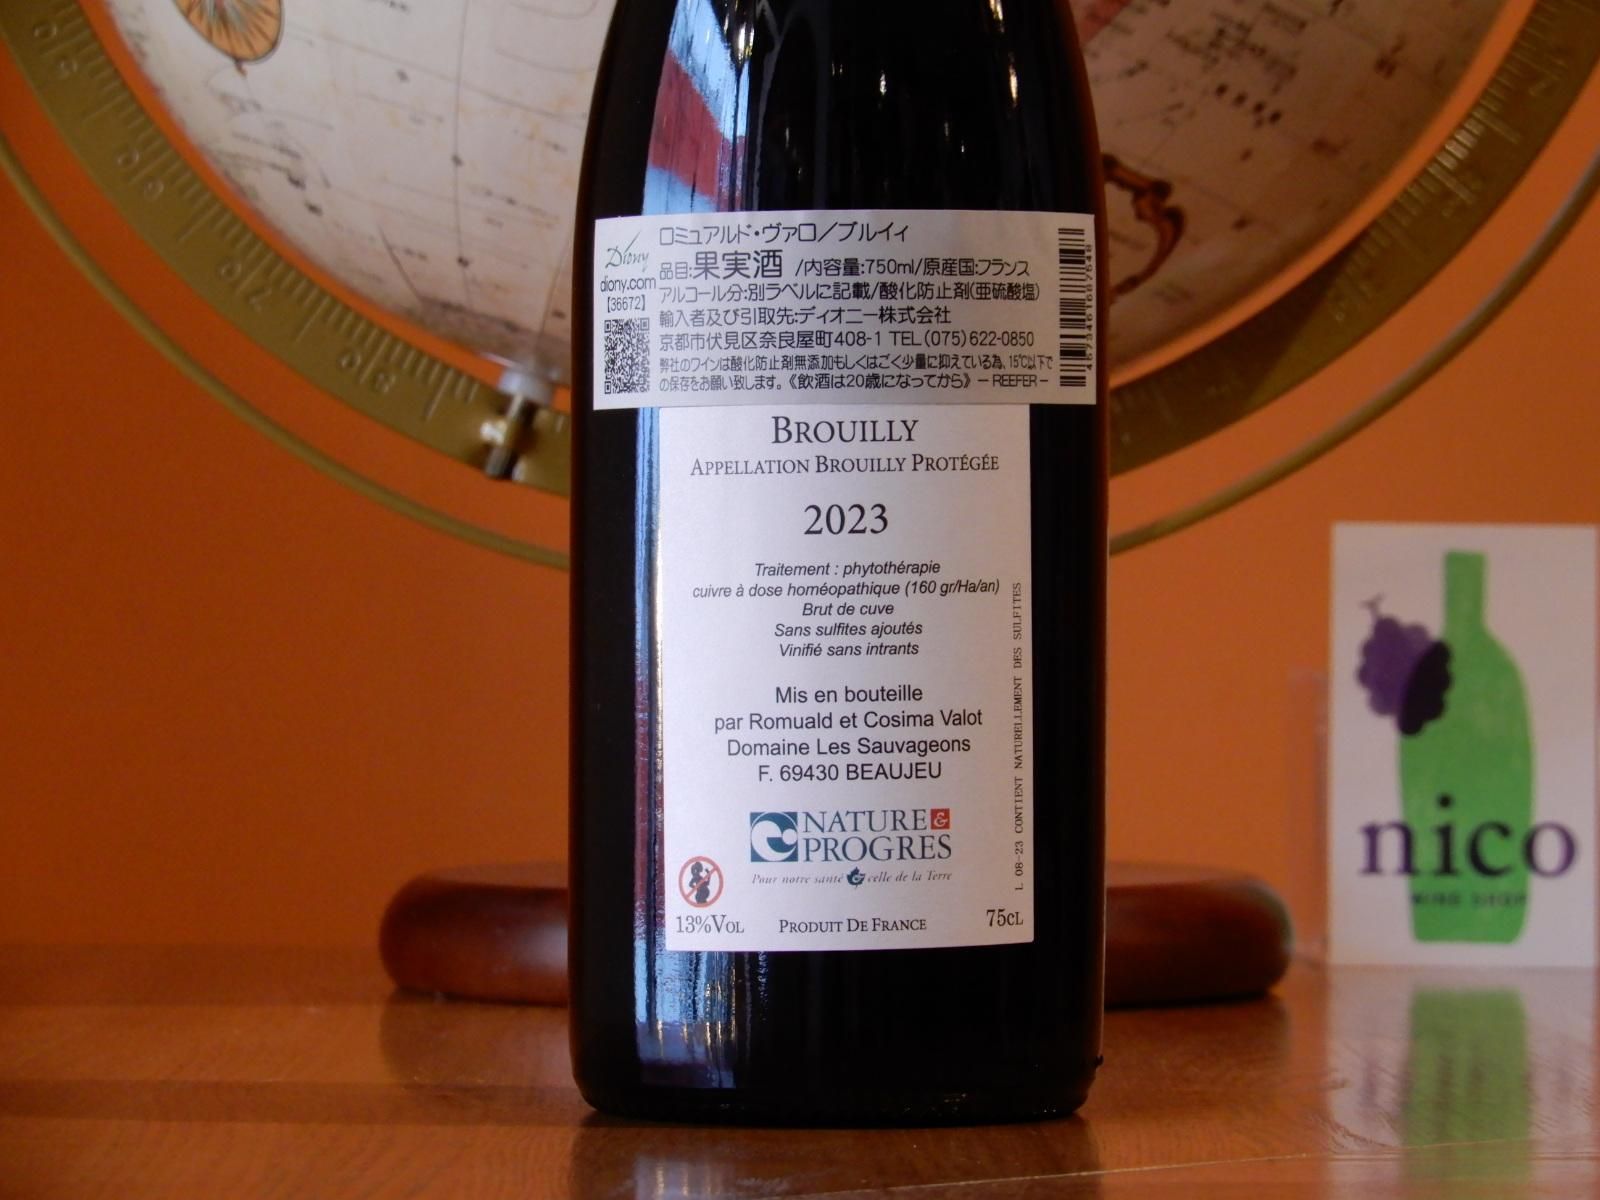 ロミュアルド・ヴァロ/ブルイィ
Diony
品目:果実酒 /内容量:750ml/原産国:フランス
diony.com
アルコール分:別ラベルに記載/酸化防止剤(亜硫酸塩)
【36672】
輸入者及び引取先:ディオニー株式会社
京都市伏見区奈良屋町408-1 TEL(075)622-0850
弊社のワインは酸化防止剤無添加もしくはごく少量に抑えている為、15℃以下で
の保存をお願い致します。《飲酒は20歳になってから》 − REEFER −
BROUILLY
APPELLATION BROUILLY PROTÉGÉE
2023
Traitement : phytothérapie
cuivre à dose homéopathique (160 gr/Ha/an)
Brut de cuve
Sans sulfites ajoutés
Vinifié sans intrants
Mis en bouteille
par Romuald et Cosima Valot
Domaine Les Sauvageons
F. 69430 BEAUJEU
NATURE &
PROGRES
Pour notre santé & celle de la Terre
13%VOL PRODUIT DE FRANCE 75CL
L 08-23 CONTIENT NATURELLEMENT DES SULFITES
nico
WINE SHOP